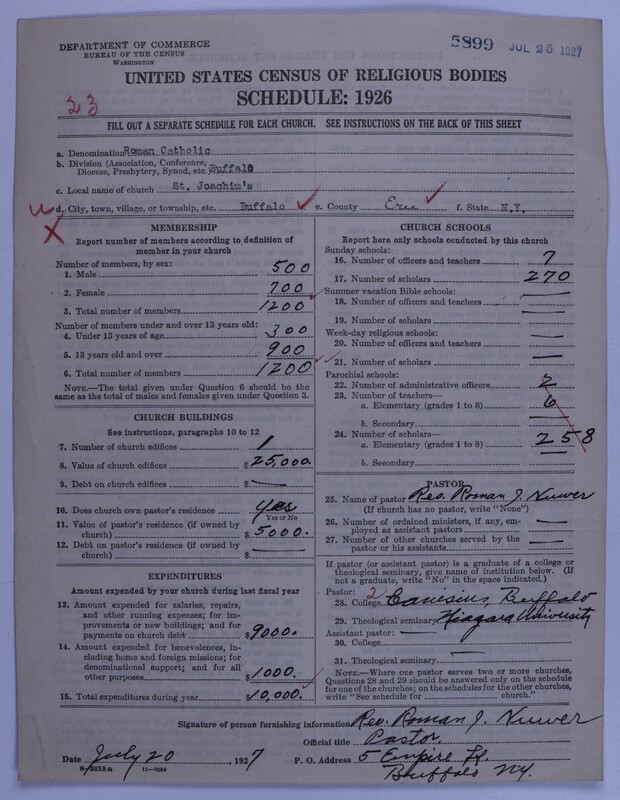 DEPARTMENT OF COMMERCE
BUREAU OF THE CENSUS
WASHINGTON
5899 JUL 25 1927
UNITED STATES CENSUS OF RELIGIOUS BODIES
SCHEDULE: 1926
23
FILL OUT A SEPARATE SCHEDULE FOR EACH CHURCH. SEE INSTRUCTIONS ON THE BACK OF THIS SHEET
a. Denomination Roman Catholic
b. Division (Association, Conference, Diocese, Presbytery, Synod, etc. Buffalo
c. Local name of church St. Joachim's
d. City, town, village, or township, etc. Buffalo e. County Erie f. State N.Y.
X
MEMBERSHIP
Report number of members according to definition of
member in your church
Number of members, by sex:
1. Male 500
2. Female 700
3. Total number of members 1200
Number of members under and over 13 years old:
4. Under 13 years of age 300
5. 13 years old and over 900
6. Total number of members 1200
NOTE.—The total given under Question 6 should be the
same as the total of males and females given under Question 3.
CHURCH BUILDINGS
See instructions, paragraphs 10 to 12
7. Number of church edifices 1
8. Value of church edifices $25,000.
9. Debt on church edifices $ —
10. Does church own pastor's residence? yes
Yes or No
11. Value of pastor's residence (if owned by
church) $5000.
12. Debt on pastor's residence (if owned by
church) $ —
EXPENDITURES
Amount expended by your church during last fiscal year
13. Amount expended for salaries, repairs,
and other running expenses; for im-
provements or new buildings; and for
payments on church debt $9000.
14. Amount expended for benevolences, in-
cluding home and foreign missions; for
denominational support; and for all
other purposes $1000.
15. Total expenditures during year $10,000.
CHURCH SCHOOLS
Report here only schools conducted by this church
Sunday schools:
16. Number of officers and teachers 7
17. Number of scholars 270
Summer vacation Bible schools:
18. Number of officers and teachers —
19. Number of scholars —
Week-day religious schools:
20. Number of officers and teachers —
21. Number of scholars —
Parochial schools:
22. Number of administrative officers 2
23. Number of teachers—
a. Elementary (grades 1 to 8) 6
b. Secondary —
24. Number of scholars—
a. Elementary (grades 1 to 8) 258
b. Secondary —
PASTOR
25. Name of pastor Rev. Roman J. Nuwer
(If church has no pastor, write "None")
26. Number of ordained ministers, if any, em-
ployed as assistant pastors —
27. Number of other churches served by the
pastor or his assistants —
If pastor (or assistant pastor) is a graduate of a college or
theological seminary, give name of institution below. (If
not a graduate, write "No" in the space indicated.)
Pastor: 2
28. College Canisius, Buffalo
29. Theological seminary Niagara University
Assistant pastor: —
30. College —
31. Theological seminary —
NOTE.—Where one pastor serves two or more churches,
Questions 28 and 29 should be answered only on the schedule
for one of the churches; on the schedules for the other churches,
write "See schedule for church."
Signature of person furnishing information Rev. Roman J. Nuwer
Official title Pastor.
Date July 20, 1927 P. O. Address 5 Empire St.
Buffalo NY.
8-5518a 11-6284